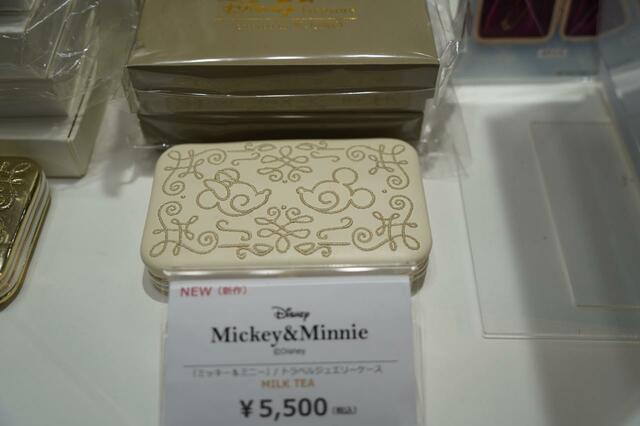 Disney
NEW（新作）
Disney
Mickey&Minnie
©Disney
（ミッキー＆ミニー）/トラベルジュエリーケース
MILK TEA
¥5,500（税込）